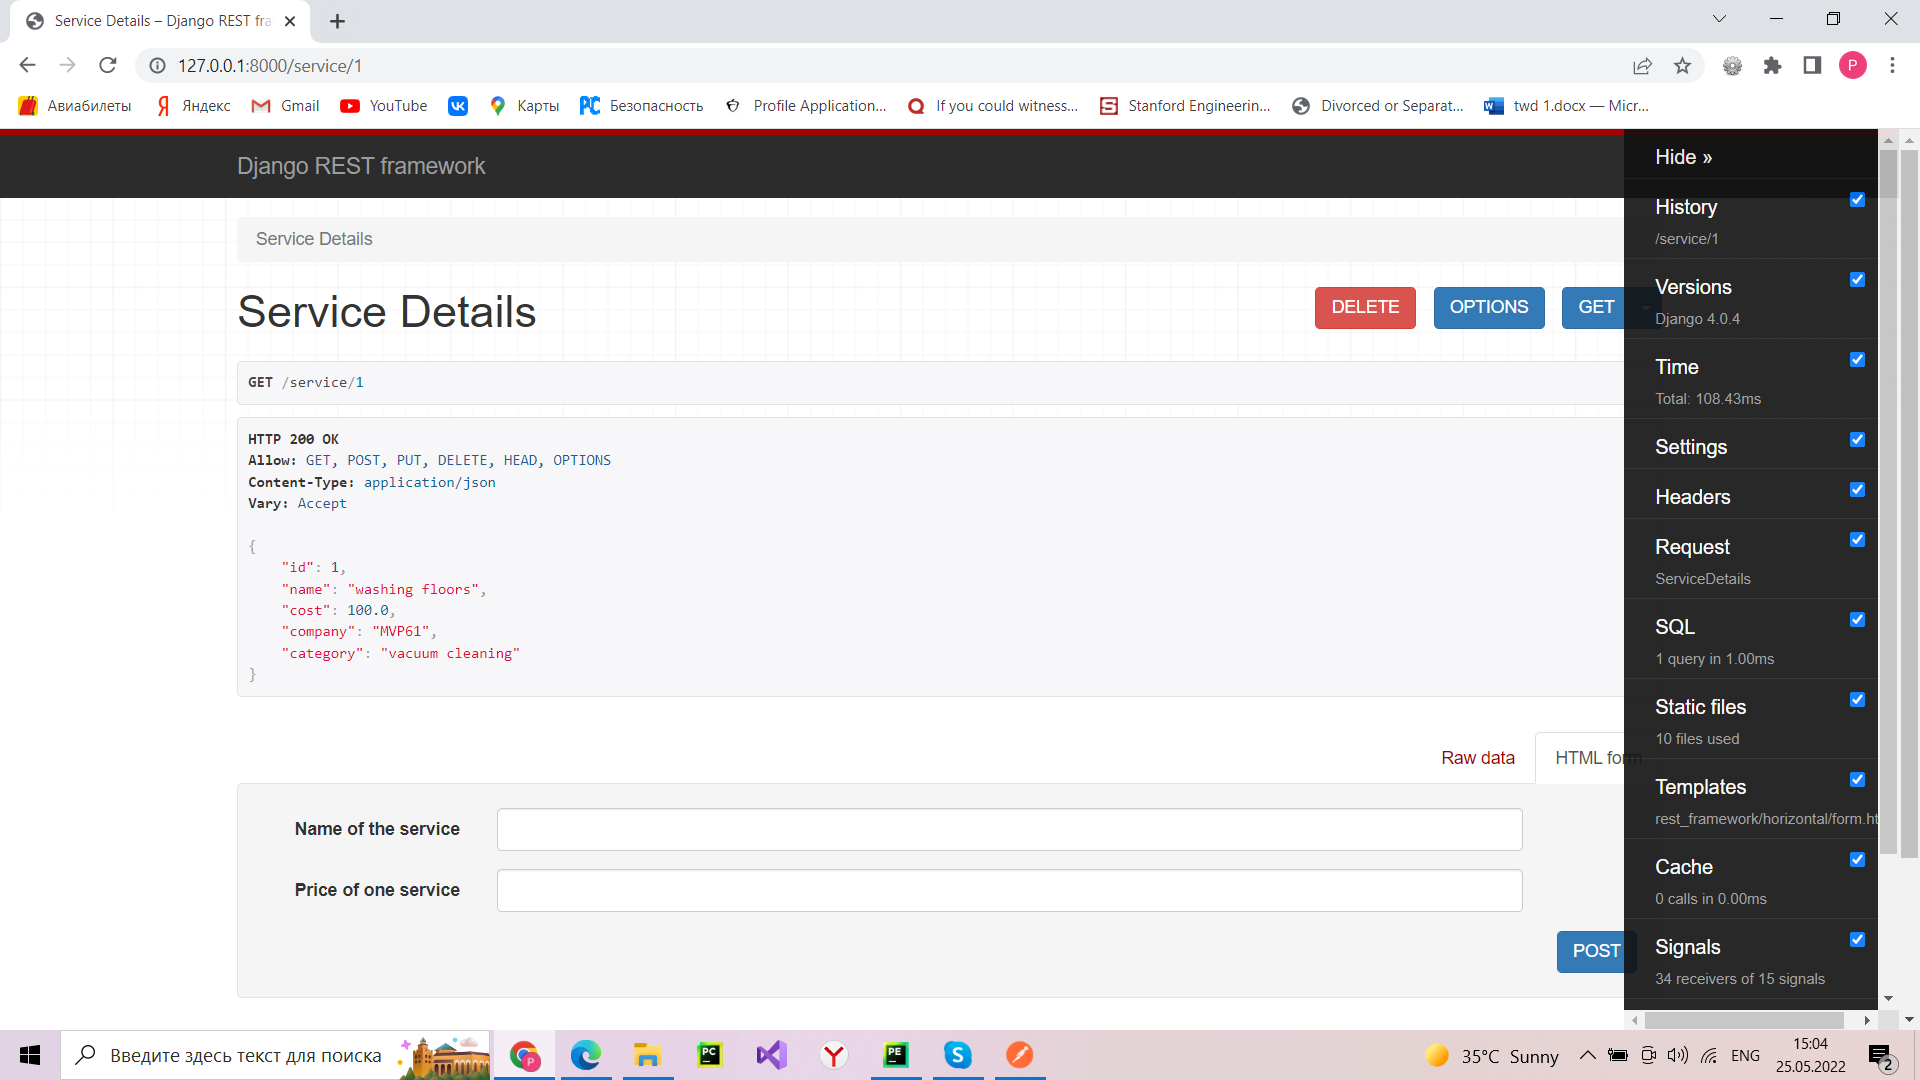 Service Details – Django REST fra
127.0.0.1:8000/service/1
P
Авиабилеты
Яндекс
Gmail
YouTube
Карты
РС Безопасность
Profile Application...
If you could witness...
Stanford Engineerin...
Divorced or Separat...
twd 1.docx — Micr...
Django REST framework
Hide »
History
/service/1
Versions
Django 4.0.4
Time
Total: 108.43ms
Settings
Headers
Request
ServiceDetails
SQL
1 query in 1.00ms
Static files
10 files used
Templates
rest_framework/horizontal/form.ht
Cache
0 calls in 0.00ms
Signals
34 receivers of 15 signals
Service Details
Service Details
DELETE
OPTIONS
GET
GET /service/1
HTTP 200 OK
Allow: GET, POST, PUT, DELETE, HEAD, OPTIONS
Content-Type: application/json
Vary: Accept
{
"id": 1,
"name": "washing floors",
"cost": 100.0,
"company": "MVP61",
"category": "vacuum cleaning"
}
Raw data
HTML form
Name of the service
Price of one service
POST
Введите здесь текст для поиска
35°C Sunny
ENG
15:04
25.05.2022
2